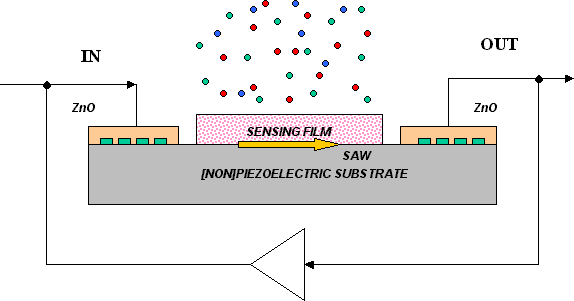 IN
OUT
ZnO
ZnO
SENSING FILM
SAW
[NON]PIEZOELECTRIC SUBSTRATE